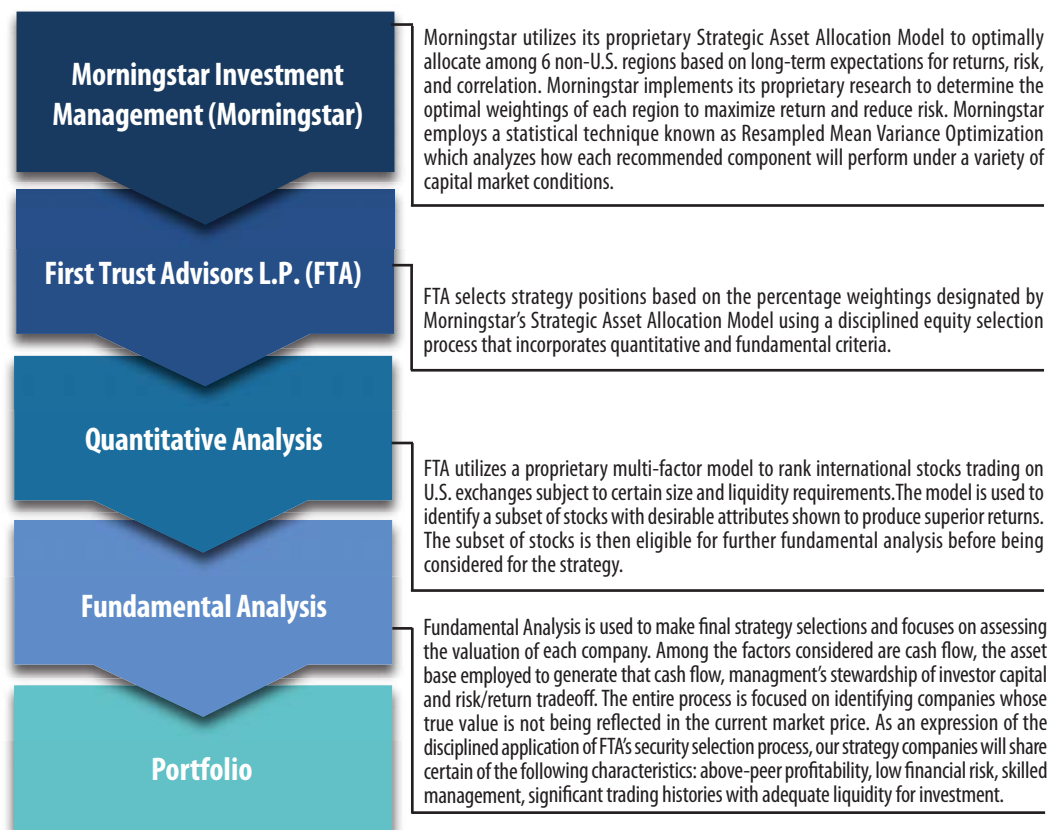 Morningstar Investment
Management (Morningstar)
Morningstar utilizes its proprietary Strategic Asset Allocation Model to optimally
allocate among 6 non-U.S. regions based on long-term expectations for returns, risk,
and correlation. Morningstar implements its proprietary research to determine the
optimal weightings of each region to maximize return and reduce risk. Morningstar
employs a statistical technique known as Resampled Mean Variance Optimization
which analyzes how each recommended component will perform under a variety of
capital market conditions.
First Trust Advisors L.P. (FTA)
FTA selects strategy positions based on the percentage weightings designated by
Morningstar's Strategic Asset Allocation Model using a disciplined equity selection
process that incorporates quantitative and fundamental criteria.
Quantitative Analysis
FTA utilizes a proprietary multi-factor model to rank international stocks trading on
U.S. exchanges subject to certain size and liquidity requirements.The model is used to
identify a subset of stocks with desirable attributes shown to produce superior returns.
The subset of stocks is then eligible for further fundamental analysis before being
considered for the strategy.
Fundamental Analysis
Fundamental Analysis is used to make final strategy selections and focuses on assessing
the valuation of each company. Among the factors considered are cash flow, the asset
base employed to generate that cash flow, managment's stewardship of investor capital
and risk/return tradeoff. The entire process is focused on identifying companies whose
true value is not being reflected in the current market price. As an expression of the
disciplined application of FTA's security selection process, our strategy companies will share
certain of the following characteristics: above-peer profitability, low financial risk, skilled
management, significant trading histories with adequate liquidity for investment.
Portfolio